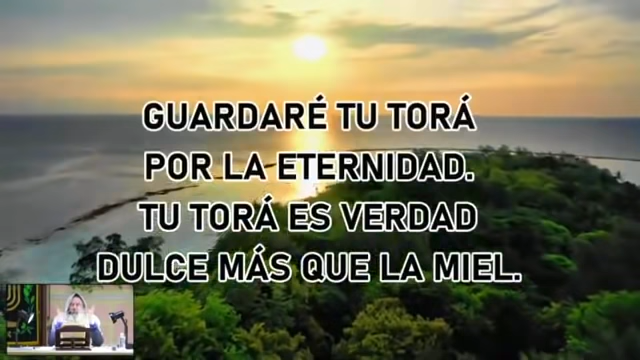 GUARDARÉ TU TORÁ
POR LA ETERNIDAD.
TU TORÁ ES VERDAD
DULCE MÁS QUE LA MIEL.